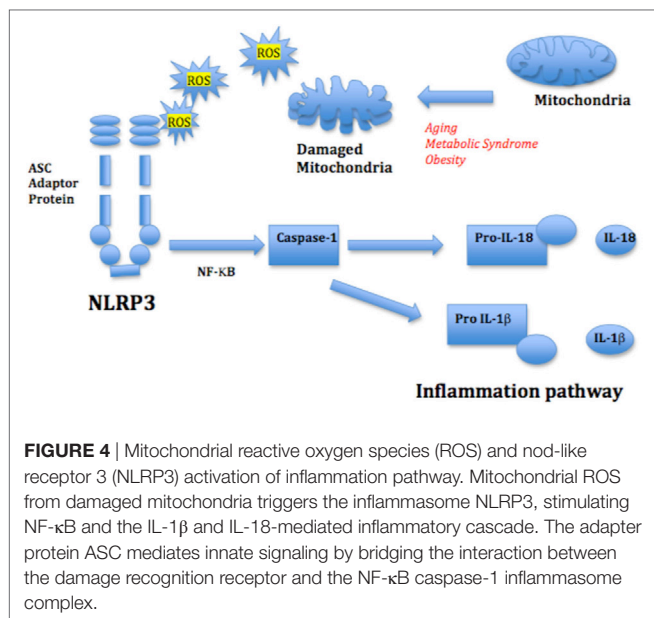 ROS
ROS
ROS
Mitochondria
Damaged
Mitochondria
Aging
Metabolic Syndrome
Obesity
ASC
Adaptor
Protein
NF-KB
Caspase-1
Pro-IL-18
IL-18
NLRP3
Pro IL-1β
IL-1β
Inflammation pathway
FIGURE 4 | Mitochondrial reactive oxygen species (ROS) and nod-like
receptor 3 (NLRP3) activation of inflammation pathway. Mitochondrial ROS
from damaged mitochondria triggers the inflammasome NLRP3, stimulating
NF-κB and the IL-1β and IL-18-mediated inflammatory cascade. The adapter
protein ASC mediates innate signaling by bridging the interaction between
the damage recognition receptor and the NF-κB caspase-1 inflammasome
complex.